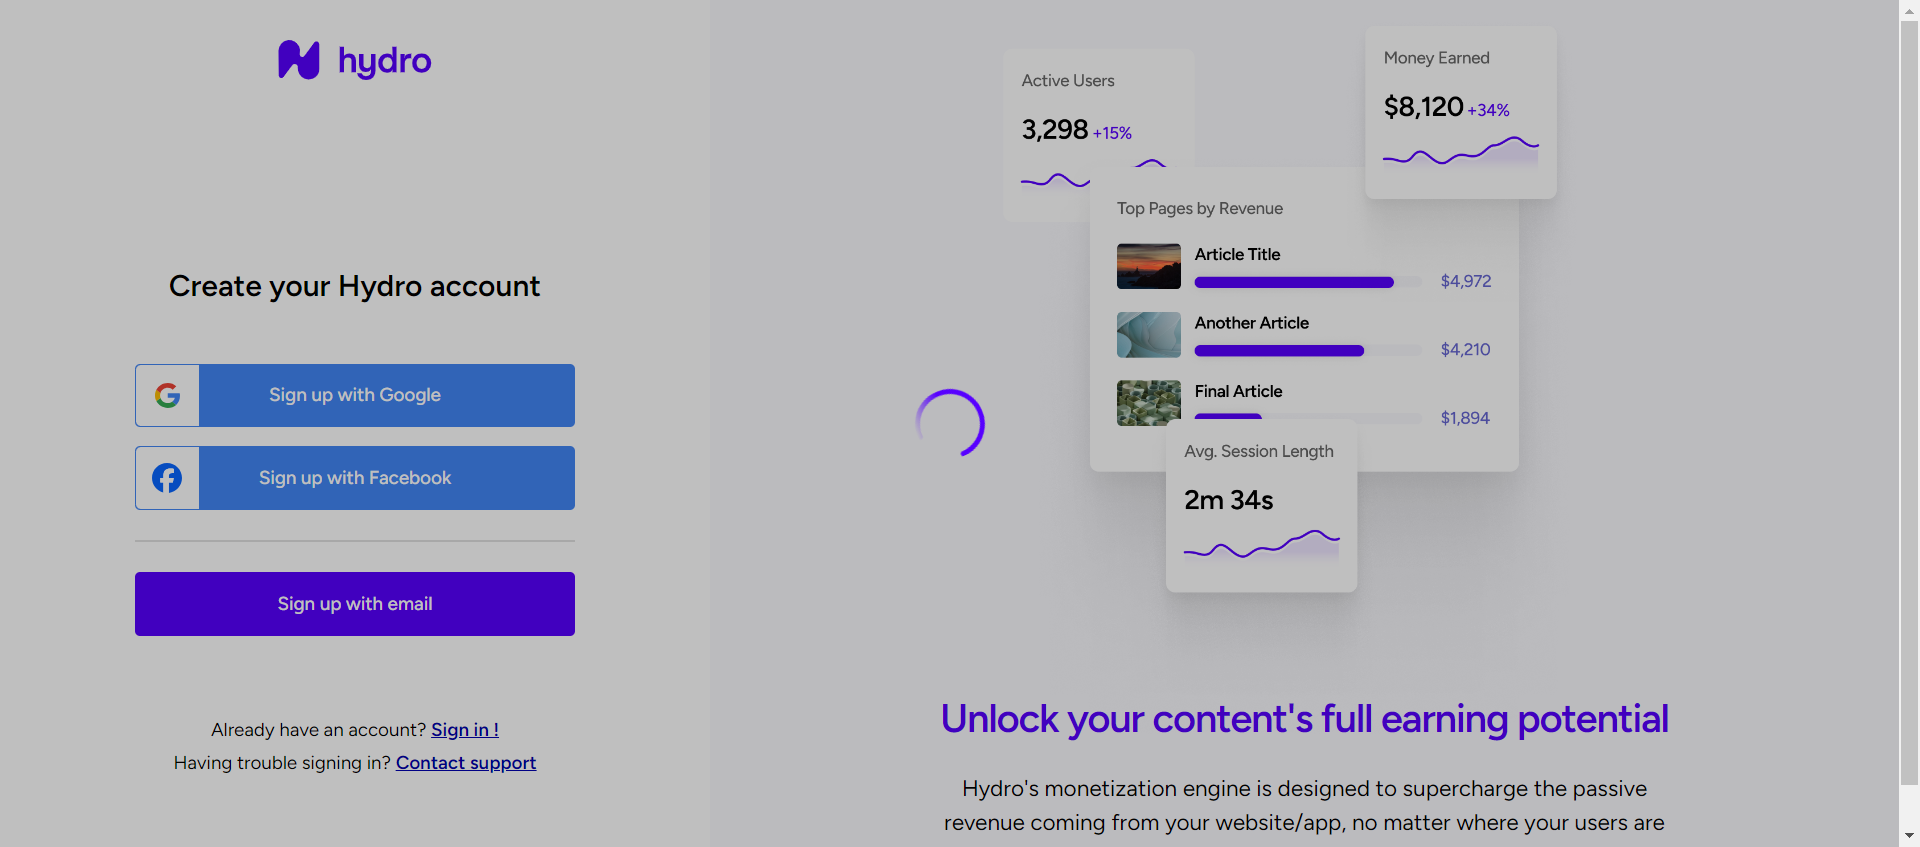 hydro
Create your Hydro account
Sign up with Google
Sign up with Facebook
Sign up with email
Already have an account? Sign in !
Having trouble signing in? Contact support
Active Users
3,298 +15%
Money Earned
$8,120 +34%
Top Pages by Revenue
Article Title
$4,972
Another Article
$4,210
Final Article
$1,894
Avg. Session Length
2m 34s
Unlock your content's full earning potential
Hydro's monetization engine is designed to supercharge the passive
revenue coming from your website/app, no matter where your users are